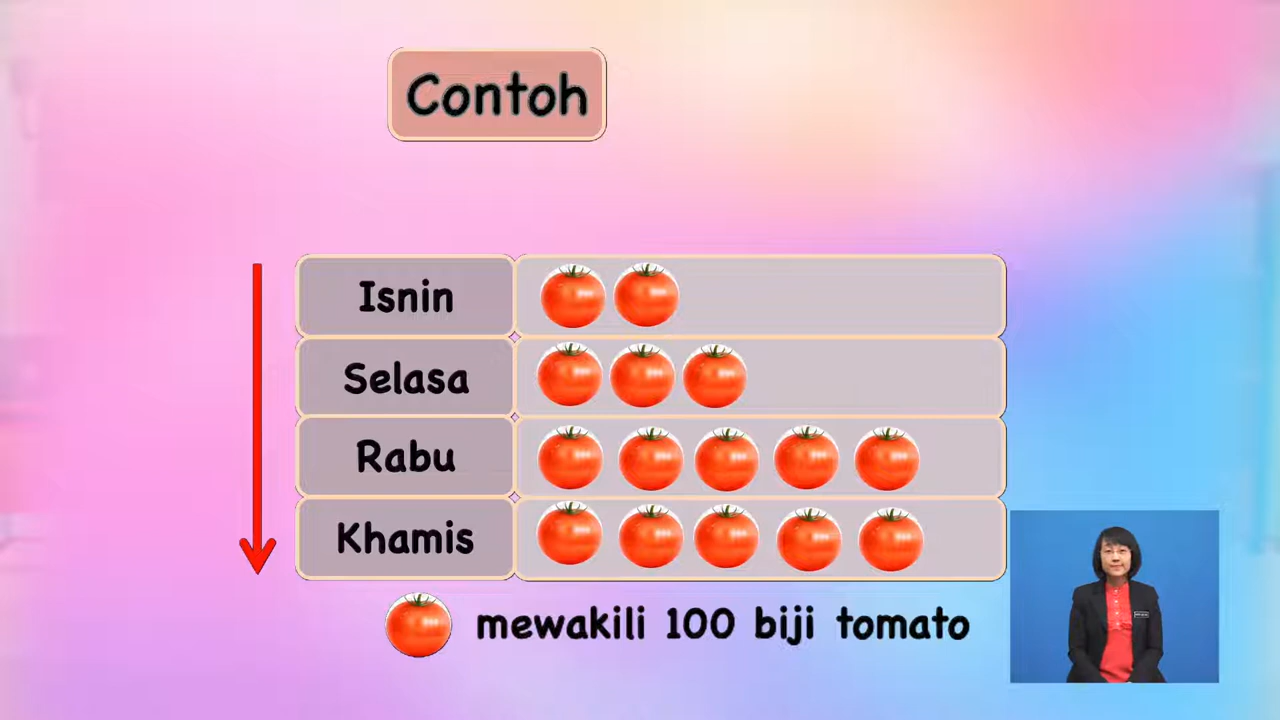 Contoh
Isnin
Selasa
Rabu
Khamis
mewakili 100 biji tomato